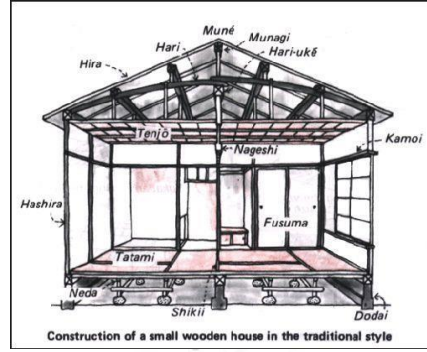 Muné
Hari
Munagi
Hari-uké
Hira
Tenjō
Nageshi
Kamoi
Hashira
Fusuma
Tatami
Neda
Shikii
Dodai
Construction of a small wooden house in the traditional style